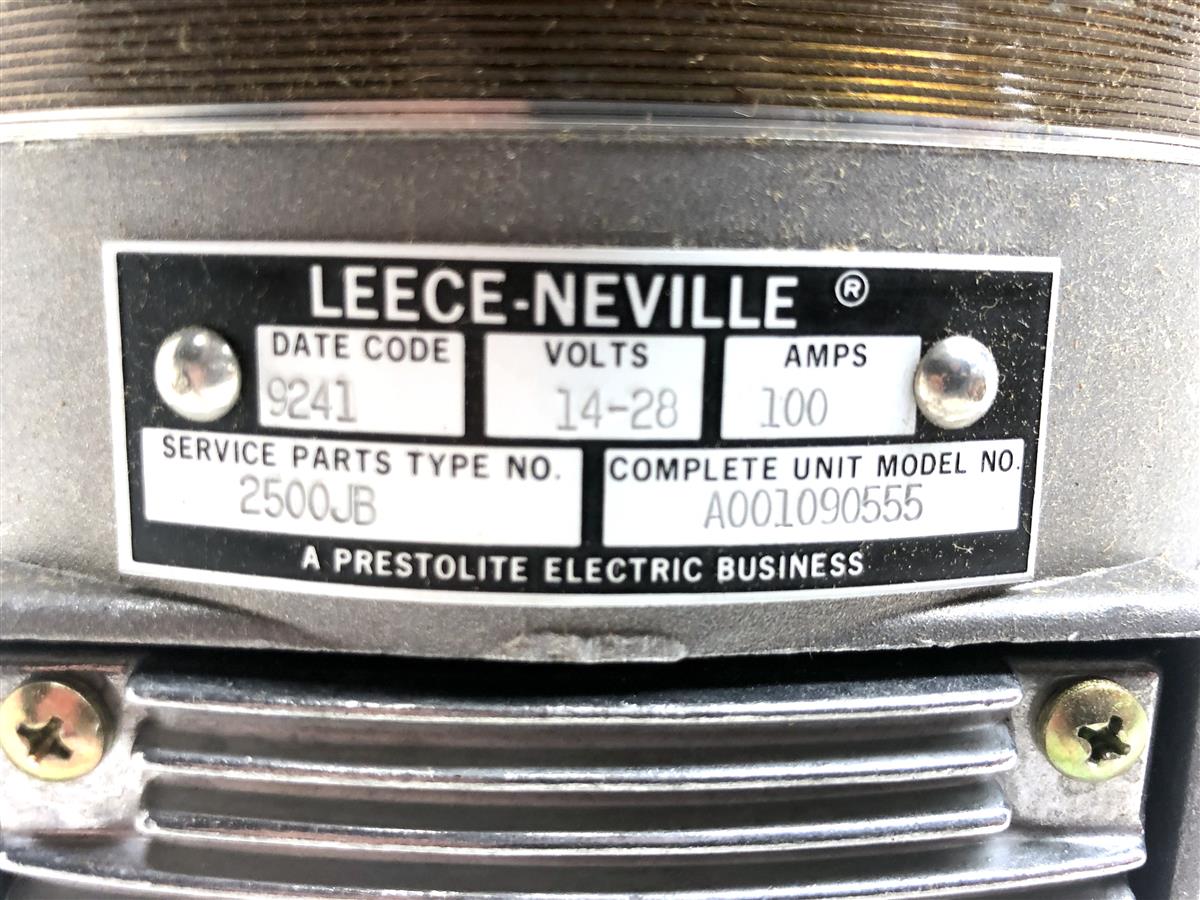 LEECE-NEVILLE ®
DATE CODE VOLTS AMPS
9241 14-28 100
SERVICE PARTS TYPE NO. COMPLETE UNIT MODEL NO.
2500JB A001090555
A PRESTOLITE ELECTRIC BUSINESS